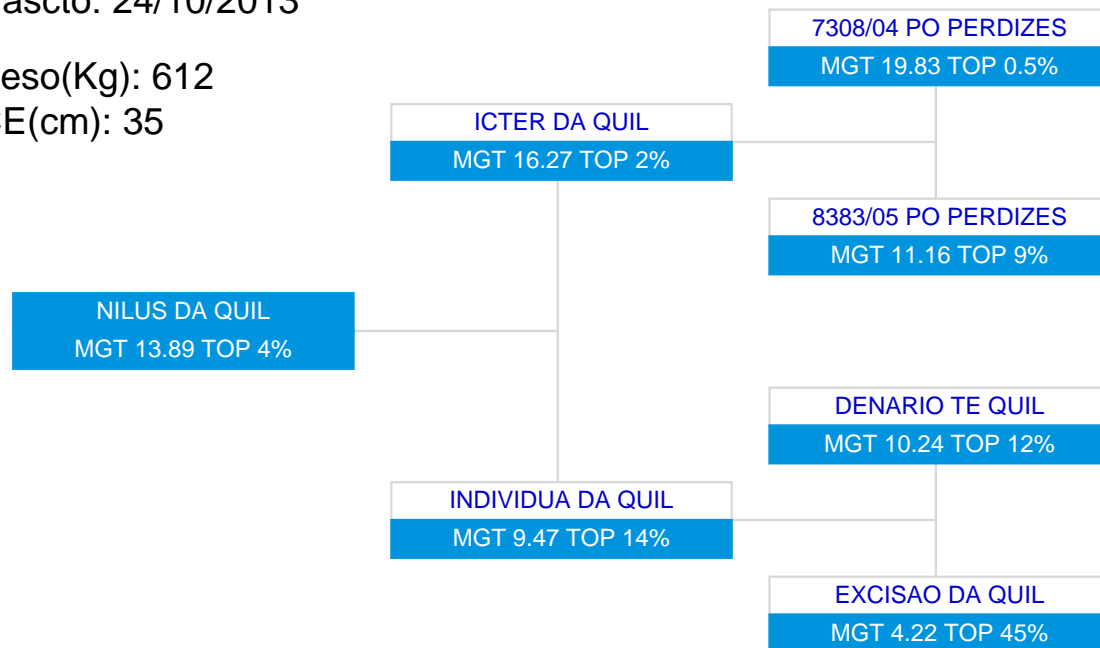 ascto: 24/10/2013
eso(Kg): 612
E(cm): 35
7308/04 PO PERDIZES
MGT 19.83 TOP 0.5%
ICTER DA QUIL
MGT 16.27 TOP 2%
8383/05 PO PERDIZES
MGT 11.16 TOP 9%
NILUS DA QUIL
MGT 13.89 TOP 4%
DENARIO TE QUIL
MGT 10.24 TOP 12%
INDIVIDUA DA QUIL
MGT 9.47 TOP 14%
EXCISAO DA QUIL
MGT 4.22 TOP 45%